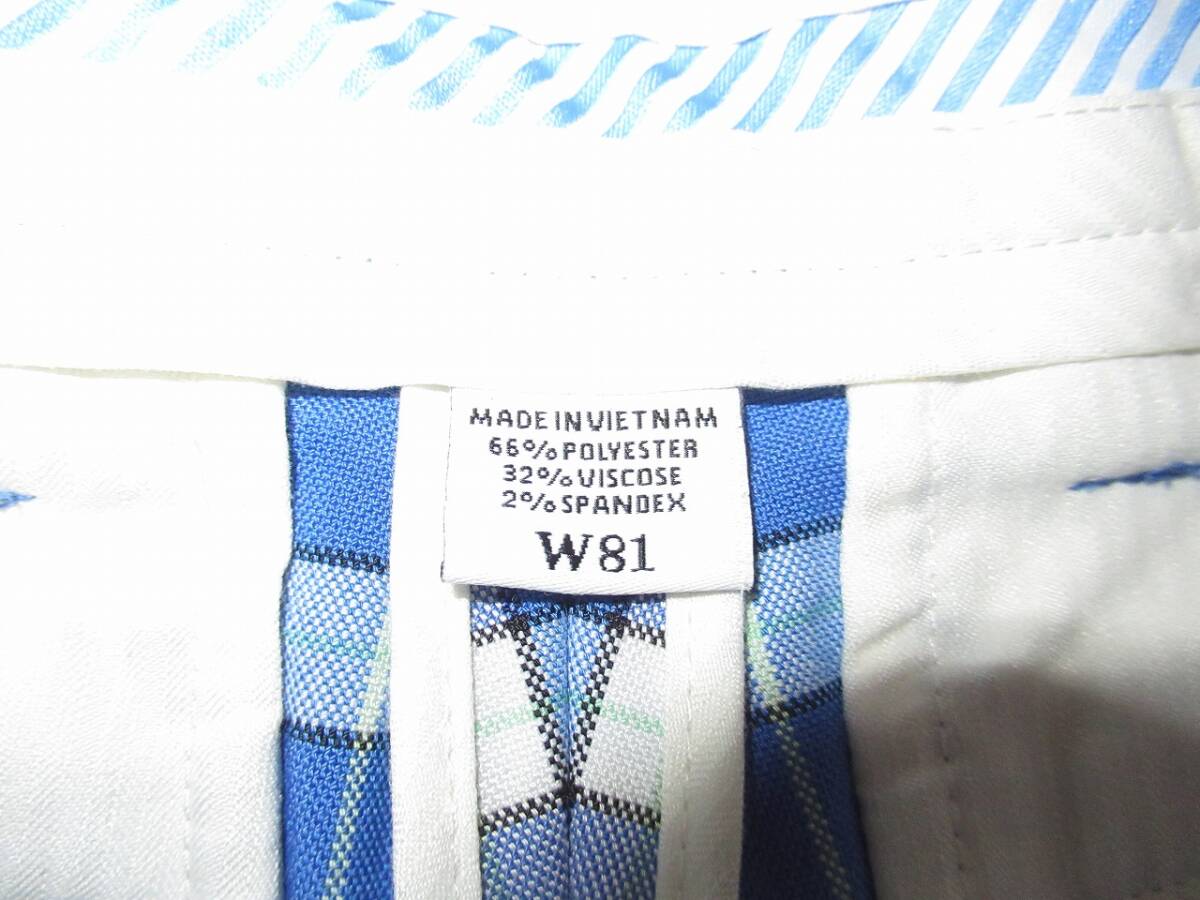 MADE IN VIETNAM
66% POLYESTER
32% VISCOSE
2% SPANDEX
W81